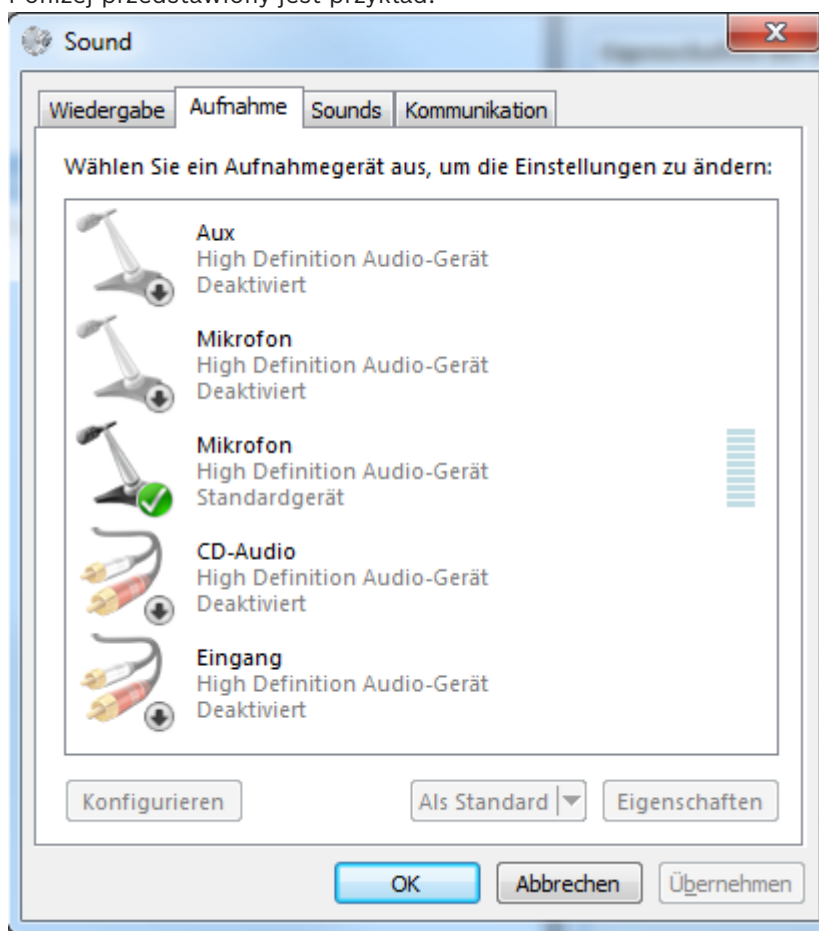 Poniżej przedstawiony jest przykład:
Sound
Wiedergabe Aufnahme Sounds Kommunikation
Wählen Sie ein Aufnahmegerät aus, um die Einstellungen zu ändern:
Aux
High Definition Audio-Gerät
Deaktiviert
Mikrofon
High Definition Audio-Gerät
Deaktiviert
Mikrofon
High Definition Audio-Gerät
Standardgerät
CD-Audio
High Definition Audio-Gerät
Deaktiviert
Eingang
High Definition Audio-Gerät
Deaktiviert
Konfigurieren Als Standard Eigenschaften
OK Abbrechen Übernehmen